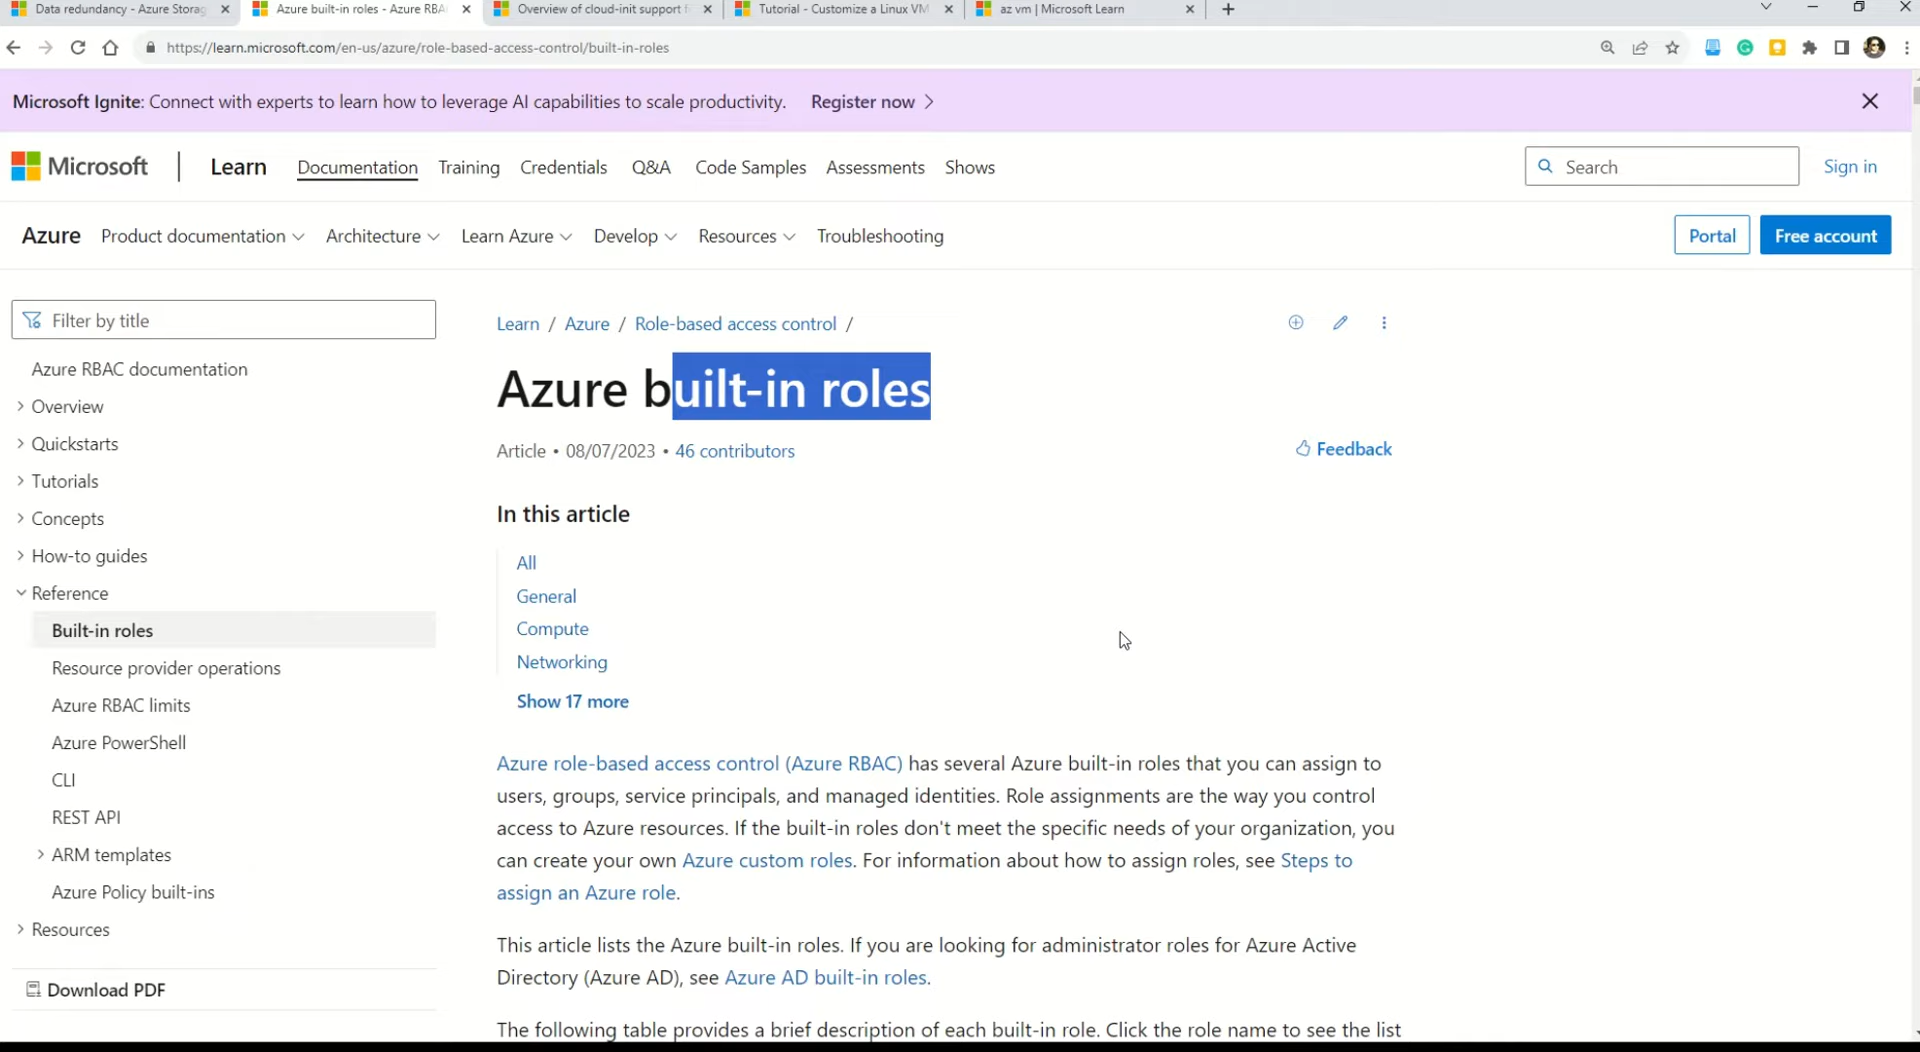 Data redundancy - Azure Storag
Azure built-in roles - Azure RBA
Overview of cloud-init support f
Tutorial - Customize a Linux VM
az vm | Microsoft Learn
https://learn.microsoft.com/en-us/azure/role-based-access-control/built-in-roles
Microsoft Ignite: Connect with experts to learn how to leverage AI capabilities to scale productivity. Register now
Microsoft
Learn Documentation Training Credentials Q&A Code Samples Assessments Shows
Search
Sign in
Azure Product documentation Architecture Learn Azure Develop Resources Troubleshooting
Portal
Free account
Filter by title
Azure RBAC documentation
Overview
Quickstarts
Tutorials
Concepts
How-to guides
Reference
Built-in roles
Resource provider operations
Azure RBAC limits
Azure PowerShell
CLI
REST API
ARM templates
Azure Policy built-ins
Resources
Download PDF
Learn / Azure / Role-based access control /
Azure built-in roles
Article • 08/07/2023 • 46 contributors
Feedback
In this article
All
General
Compute
Networking
Show 17 more
Azure role-based access control (Azure RBAC) has several Azure built-in roles that you can assign to
users, groups, service principals, and managed identities. Role assignments are the way you control
access to Azure resources. If the built-in roles don't meet the specific needs of your organization, you
can create your own Azure custom roles. For information about how to assign roles, see Steps to
assign an Azure role.
This article lists the Azure built-in roles. If you are looking for administrator roles for Azure Active
Directory (Azure AD), see Azure AD built-in roles.
The following table provides a brief description of each built-in role. Click the role name to see the list